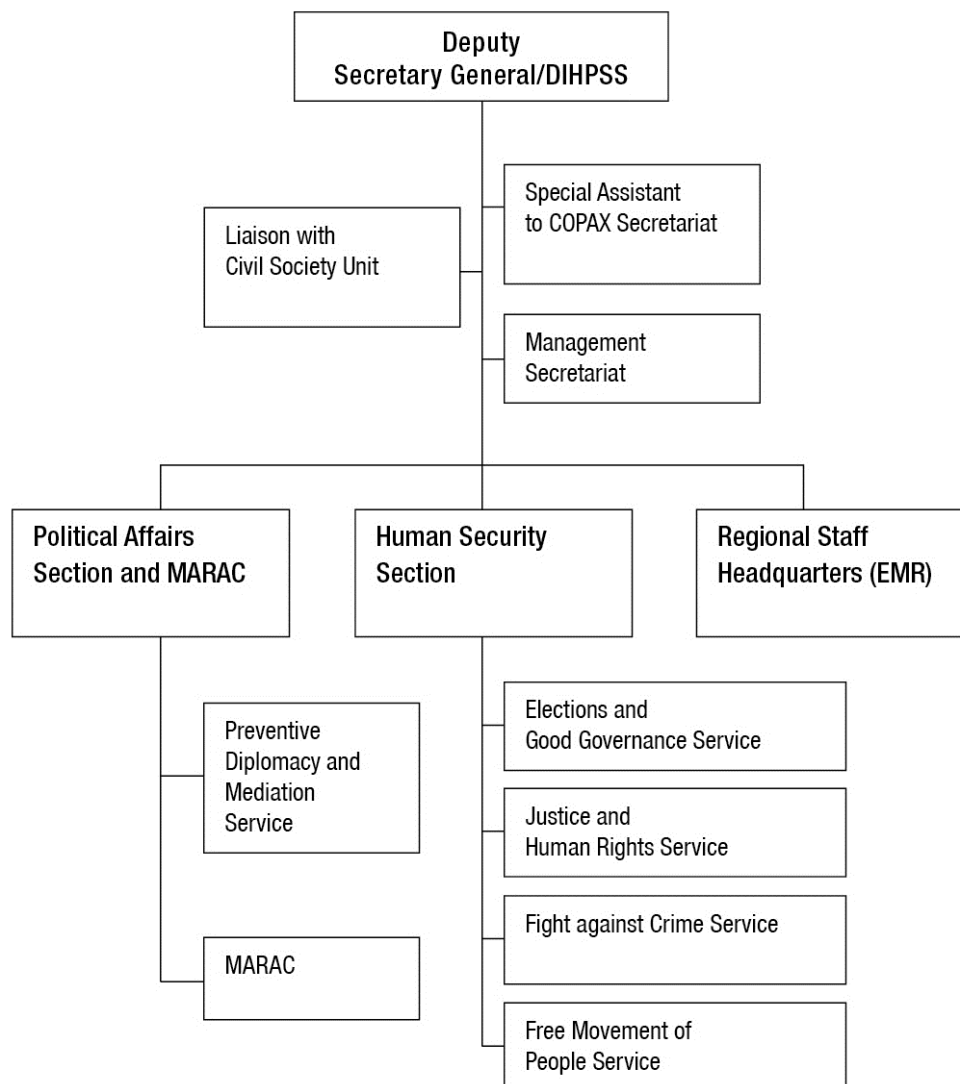 Deputy
Secretary General/DIHPSS
Special Assistant
to COPAX Secretariat
Liaison with
Civil Society Unit
Management
Secretariat
Political Affairs
Section and MARAC
Human Security
Section
Regional Staff
Headquarters (EMR)
Preventive
Diplomacy and
Mediation
Service
MARAC
Elections and
Good Governance Service
Justice and
Human Rights Service
Fight against Crime Service
Free Movement of
People Service